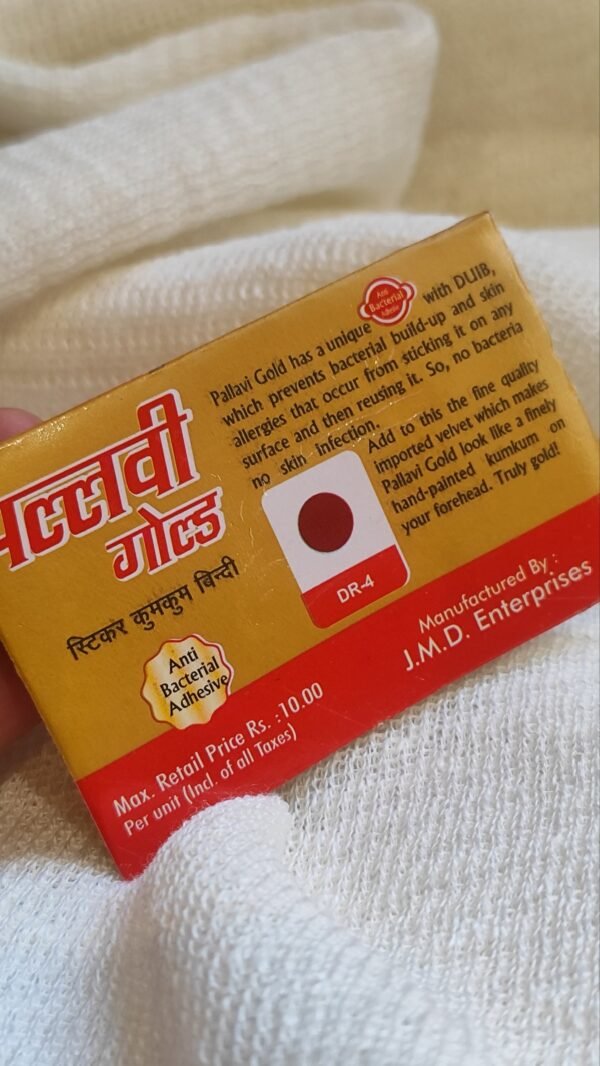 पल्लवी
गोल्ड
स्टिकर कुमकुम बिन्दी
Anti
Bacterial
Adhesive
Pallavi Gold has a unique Anti Bacterial Adhesive with DUIB,
which prevents bacterial build-up and skin
allergies that occur from sticking it on any
surface and then reusing it. So, no bacteria
no skin infection.
Add to this the fine quality
imported velvet which makes
Pallavi Gold look like a finely
hand-painted kumkum on
your forehead. Truly gold!
DR-4
Max. Retail Price Rs. :10.00
Per unit (Incl. of all Taxes)
Manufactured By :
J.M.D. Enterprises